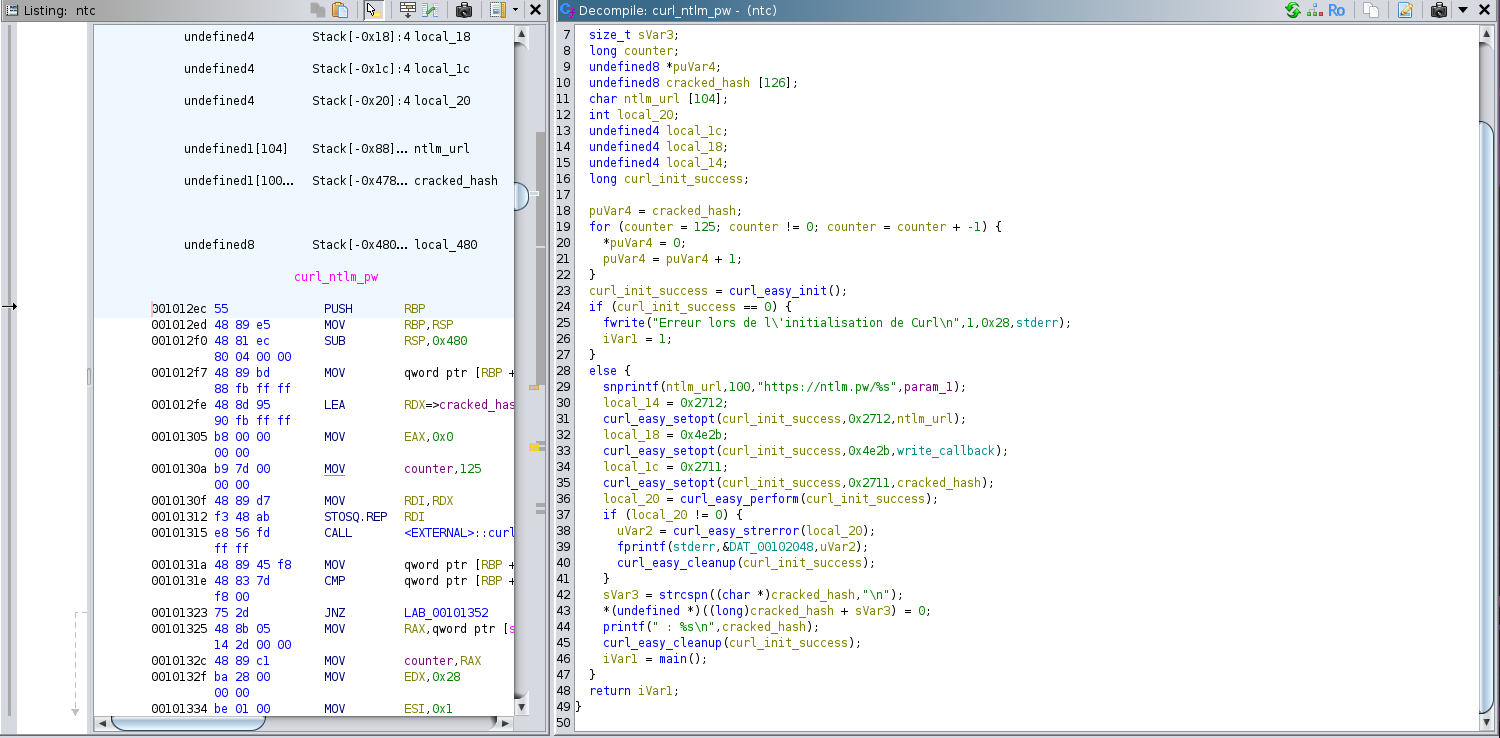 Listing: ntc
undefined4 Stack[-0x18]:4 local_18
undefined4 Stack[-0x1c]:4 local_1c
undefined4 Stack[-0x20]:4 local_20
undefined1[104] Stack[-0x88]... ntlm_url
undefined1[100... Stack[-0x478... cracked_hash
undefined8 Stack[-0x480... local_480
curl_ntlm_pw
001012ec 55 PUSH RBP
001012ed 48 89 e5 MOV RBP,RSP
001012f0 48 81 ec SUB RSP,0x480
80 04 00 00
001012f7 48 89 bd MOV qword ptr [RBP +
88 fb ff ff
001012fe 48 8d 95 LEA RDX=>cracked_has
90 fb ff ff
00101305 b8 00 00 MOV EAX,0x0
00 00
0010130a b9 7d 00 MOV counter,125
00 00
0010130f 48 89 d7 MOV RDI,RDX
00101312 f3 48 ab STOSQ.REP RDI
00101315 e8 56 fd CALL <EXTERNAL>::curl
ff ff
0010131a 48 89 45 f8 MOV qword ptr [RBP +
0010131e 48 83 7d CMP qword ptr [RBP +
f8 00
00101323 75 2d JNZ LAB_00101352
00101325 48 8b 05 MOV RAX,qword ptr [s
14 2d 00 00
0010132c 48 89 c1 MOV counter,RAX
0010132f ba 28 00 MOV EDX,0x28
00 00
00101334 be 01 00 MOV ESI,0x1
Decompile: curl_ntlm_pw - (ntc)
Ro
7 size_t sVar3;
8 long counter;
9 undefined8 *puVar4;
10 undefined8 cracked_hash [126];
11 char ntlm_url [104];
12 int local_20;
13 undefined4 local_1c;
14 undefined4 local_18;
15 undefined4 local_14;
16 long curl_init_success;
17
18 puVar4 = cracked_hash;
19 for (counter = 125; counter != 0; counter = counter + -1) {
20 *puVar4 = 0;
21 puVar4 = puVar4 + 1;
22 }
23 curl_init_success = curl_easy_init();
24 if (curl_init_success == 0) {
25 fwrite("Erreur lors de l\'initialisation de Curl\n",1,0x28,stderr);
26 iVar1 = 1;
27 }
28 else {
29 snprintf(ntlm_url,100,"https://ntlm.pw/%s",param_1);
30 local_14 = 0x2712;
31 curl_easy_setopt(curl_init_success,0x2712,ntlm_url);
32 local_18 = 0x4e2b;
33 curl_easy_setopt(curl_init_success,0x4e2b,write_callback);
34 local_1c = 0x2711;
35 curl_easy_setopt(curl_init_success,0x2711,cracked_hash);
36 local_20 = curl_easy_perform(curl_init_success);
37 if (local_20 != 0) {
38 uVar2 = curl_easy_strerror(local_20);
39 fprintf(stderr,&DAT_00102048,uVar2);
40 curl_easy_cleanup(curl_init_success);
41 }
42 sVar3 = strcspn((char *)cracked_hash,"\n");
43 *(undefined *)((long)cracked_hash + sVar3) = 0;
44 printf(" : %s\n",cracked_hash);
45 curl_easy_cleanup(curl_init_success);
46 iVar1 = main();
47 }
48 return iVar1;
49 }
50